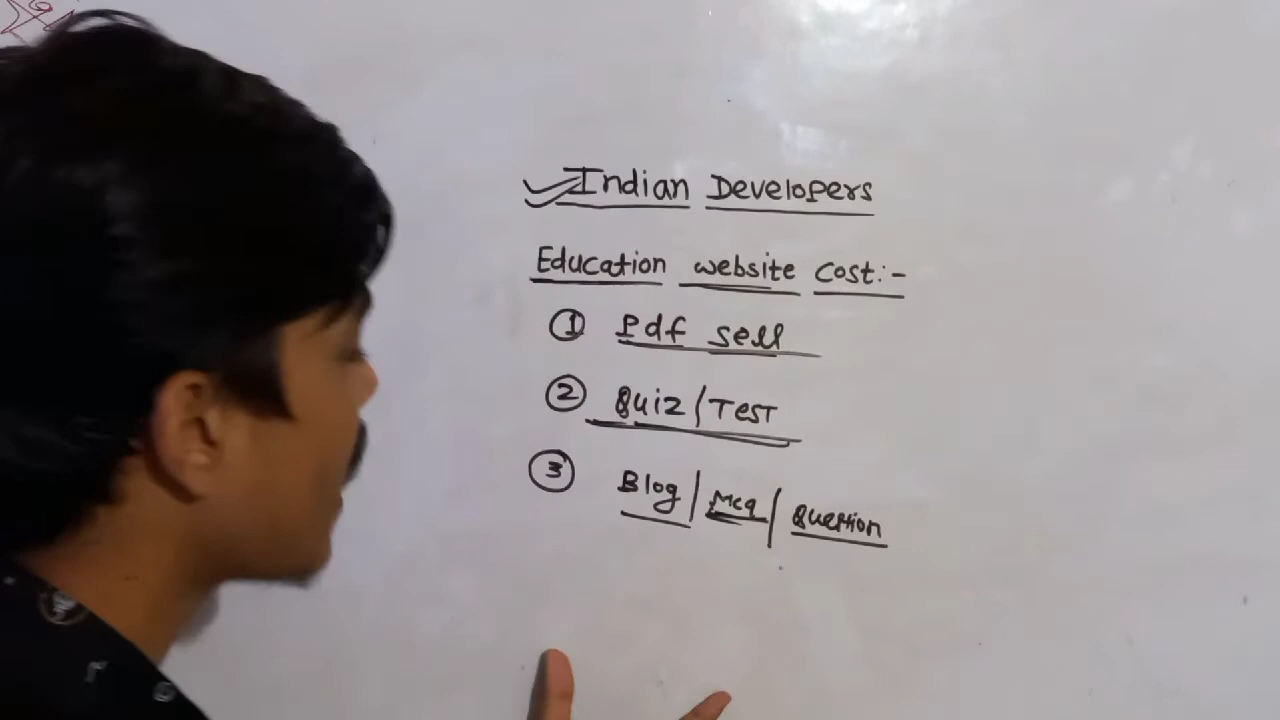 Indian Developers
Education website cost:-
① Pdf sell
② Quiz/Test
③ Blog/Mcq/Question